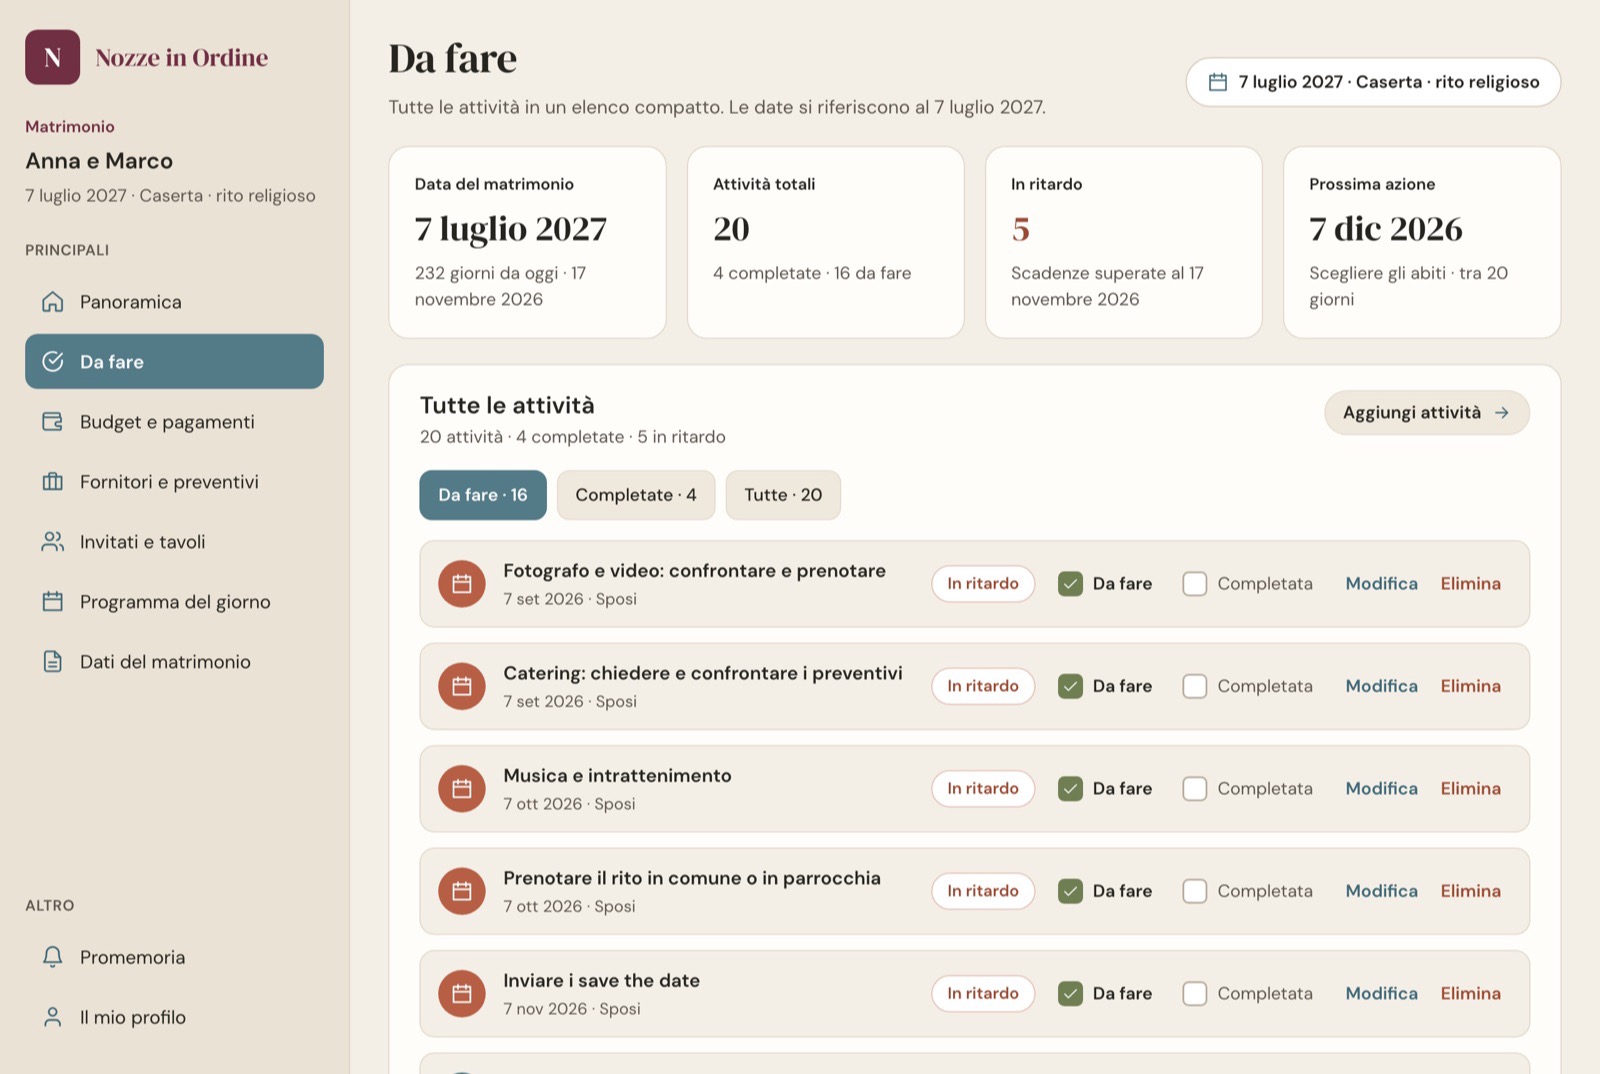 N
Nozze in Ordine
Matrimonio
Anna e Marco
7 luglio 2027 · Caserta · rito religioso
PRINCIPALI
Panoramica
Da fare
Budget e pagamenti
Fornitori e preventivi
Invitati e tavoli
Programma del giorno
Dati del matrimonio
ALTRO
Promemoria
Il mio profilo
Da fare
Tutte le attività in un elenco compatto. Le date si riferiscono al 7 luglio 2027.
7 luglio 2027 · Caserta · rito religioso
Data del matrimonio
7 luglio 2027
232 giorni da oggi · 17
novembre 2026
Attività totali
20
4 completate · 16 da fare
In ritardo
5
Scadenze superate al 17
novembre 2026
Prossima azione
7 dic 2026
Scegliere gli abiti · tra 20
giorni
Tutte le attività
20 attività · 4 completate · 5 in ritardo
Aggiungi attività
Da fare · 16
Completate · 4
Tutte · 20
Fotografo e video: confrontare e prenotare
7 set 2026 · Sposi
In ritardo
Da fare
Completata
Modifica
Elimina
Catering: chiedere e confrontare i preventivi
7 set 2026 · Sposi
In ritardo
Da fare
Completata
Modifica
Elimina
Musica e intrattenimento
7 ott 2026 · Sposi
In ritardo
Da fare
Completata
Modifica
Elimina
Prenotare il rito in comune o in parrocchia
7 ott 2026 · Sposi
In ritardo
Da fare
Completata
Modifica
Elimina
Inviare i save the date
7 nov 2026 · Sposi
In ritardo
Da fare
Completata
Modifica
Elimina